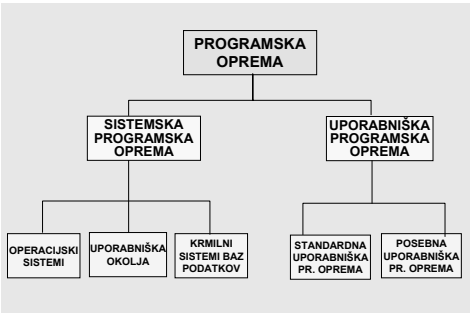 PROGRAMSKA
OPREMA
SISTEMSKA
PROGRAMSKA
OPREMA
UPORABNIŠKA
PROGRAMSKA
OPREMA
OPERACIJSKI
SISTEMI
UPORABNIŠKA
OKOLJA
KRMILNI
SISTEMI BAZ
PODATKOV
STANDARDNA
UPORABNIŠKA
PR. OPREMA
POSEBNA
UPORABNIŠKA
PR. OPREMA